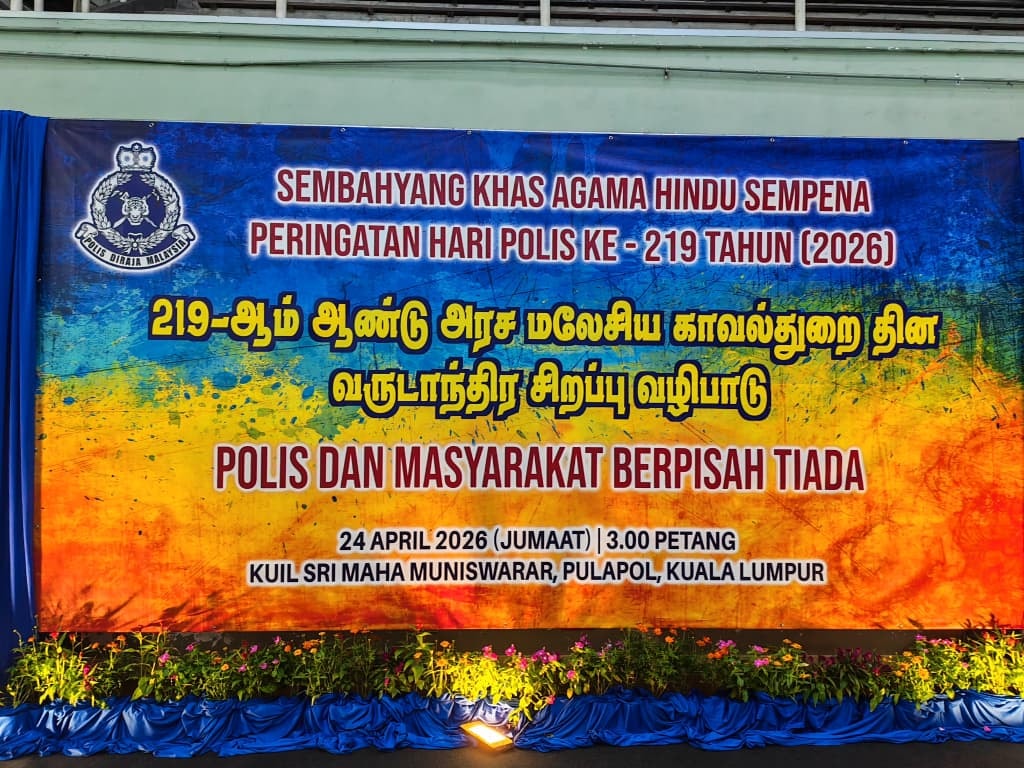 POLIS DIRAJA MALAYSIA
SEMBAHYANG KHAS AGAMA HINDU SEMPENA
PERINGATAN HARI POLIS KE - 219 TAHUN (2026)
219-ஆம் ஆண்டு அரச மலேசிய காவல்துறை தின
வருடாந்திர சிறப்பு வழிபாடு
POLIS DAN MASYARAKAT BERPISAH TIADA
24 APRIL 2026 (JUMAAT) | 3.00 PETANG
KUIL SRI MAHA MUNISWARAR, PULAPOL, KUALA LUMPUR